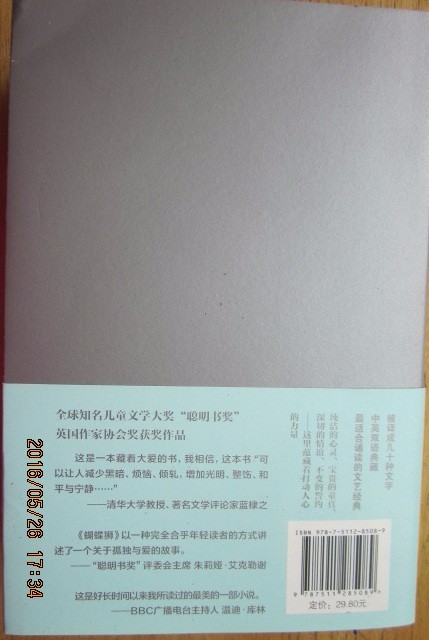 全球知名儿童文学大奖“聪明书奖”
英国作家协会奖获奖作品
这是一本藏着大爱的书，我相信，这本书“可
以让人减少黑暗、烦恼、倾轧，增加光明、整饬、和
平与宁静……”
——清华大学教授、著名文学评论家蓝棣之
《蝴蝶狮》以一种完全合乎年轻读者的方式讲
述了一个关于孤独与爱的故事。
——“聪明书奖”评委会主席 朱莉娅·艾克勒谢
这是好长时间以来我所读过的最美的一部小说。
——BBC广播电台主持人 温迪·库林
被译成几十种文字
中英双语典藏
最适合诵读的文艺经典
纯洁的心灵、宝贵的童真、
深切的情谊、不变的誓约
——这里蕴藏着打动人心
的力量
ISBN 978-7-5112-8508-9
9 787511 285089
定价：29.80元
2016/05/26 17:34